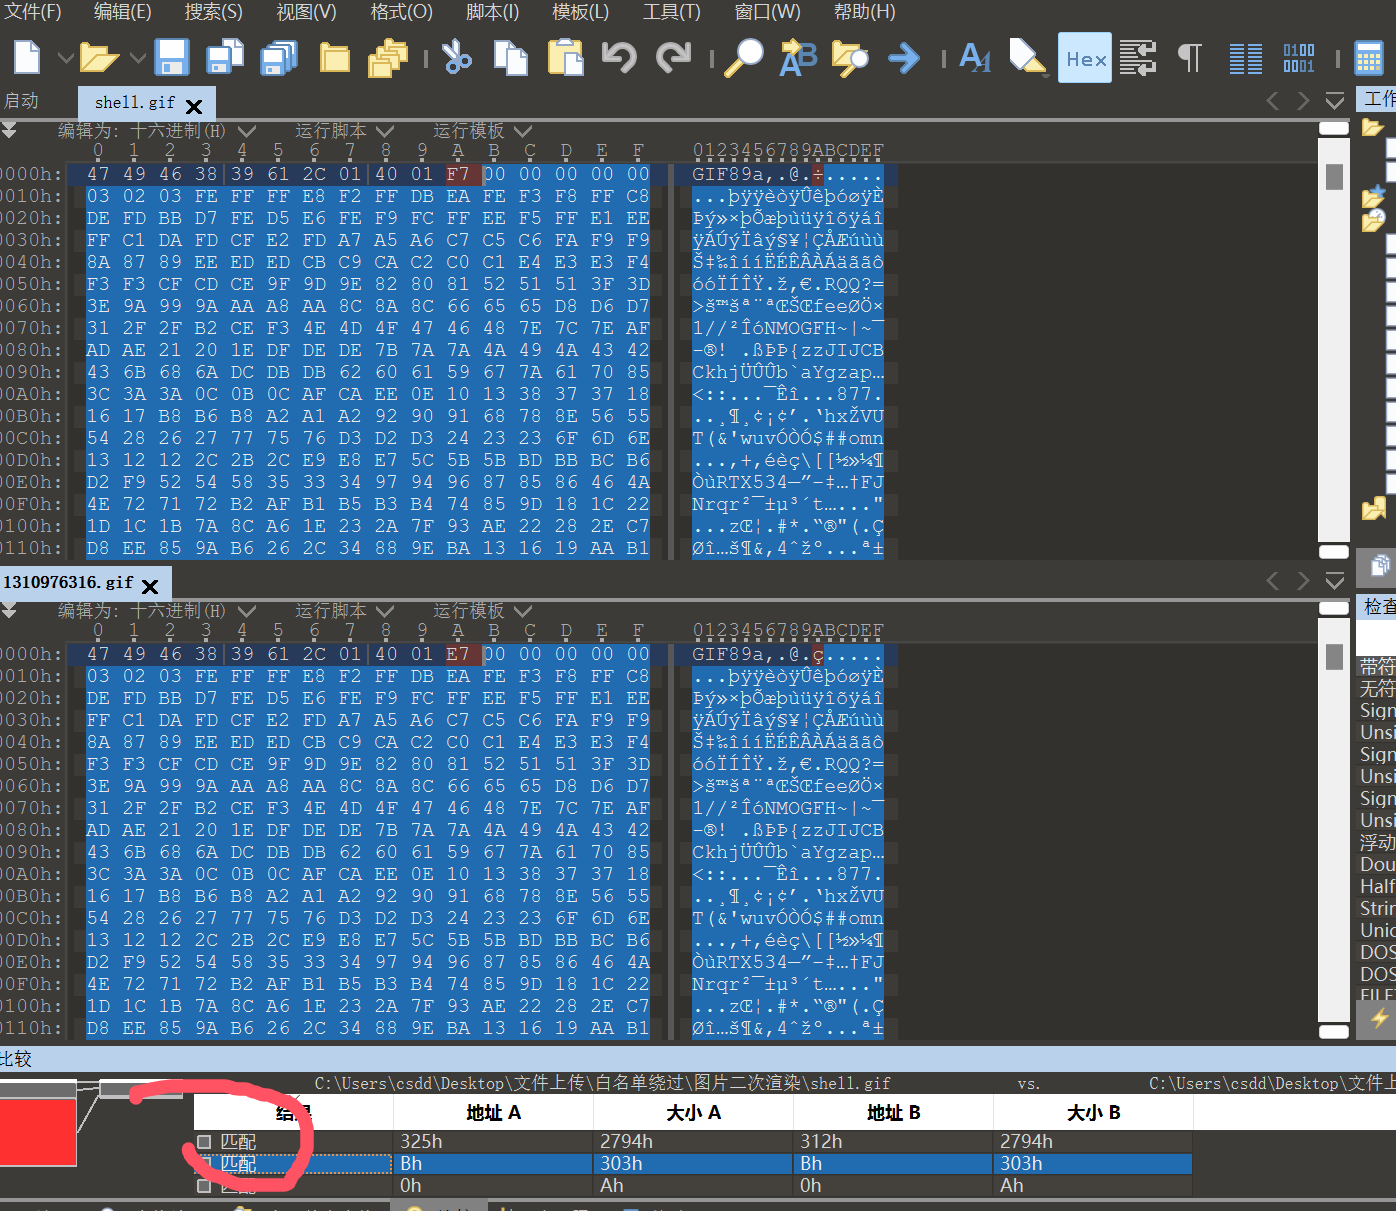 文件(F) 编辑(E) 搜索(S) 视图(V) 格式(O) 脚本(I) 模板(L) 工具(T) 窗口(W) 帮助(H)
Hex
启动 shell.gif 工作
编辑为: 十六进制(H) 运行脚本 运行模板
0 1 2 3 4 5 6 7 8 9 A B C D E F 0123456789ABCDEF
0000h: 47 49 46 38 39 61 2C 01 40 01 F7 00 00 00 00 00 GIF89a,.@.÷.....
0010h: 03 02 03 FE FF FF FF E8 F2 FF DB EA FE F3 F8 FF C8 ...þÿÿèòÿÛêþóøÿÈ
0020h: DE FD BB D7 FE D5 E6 FE F9 FC FF EE F5 FF E1 EE Þý»×þÕæþùüÿîõÿáî
0030h: FF C1 DA FD CF E2 FD A7 A5 A6 C7 C5 C6 FA F9 F9 ÿÁÚýÏâý§¥¦ÇÅÆúùù
0040h: 8A 87 89 EE ED ED CB C9 CA C2 C0 C1 E4 E3 E3 F4 Š‡‰îííËÉÊÂÀÁäããô
0050h: F3 F3 CF CD CE 9F 9D 9E 82 80 81 52 51 51 3F 3D óóÏÍÎŸ.ž‚€.RQQ?=
0060h: 3E 9A 99 9A AA A8 AA 8C 8A 8C 66 65 65 D8 D6 D7 >š™šª¨ªŒŠŒfeeØÖ×
0070h: 31 2F 2F B2 CE F3 4E 4D 4F 47 46 48 7E 7C 7E AF 1//²ÎóNMOGFH~|~¯
0080h: AD AE 21 20 1E DF DE DE 7B 7A 7A 4A 49 4A 43 42 -®! .ßÞÞ{zzJIJCB
0090h: 43 6B 68 6A DC DB DB 62 60 61 59 67 7A 61 70 85 CkhjÜÛÛb`aYgzap…
00A0h: 3C 3A 3A 0C 0B 0C AF CA EE 0E 10 13 38 37 37 18 <::...¯Êî...877.
00B0h: 16 17 B8 B6 B8 A2 A1 A2 92 90 91 68 78 8E 56 55 ..¸¶¸¢¡¢’.‘hxŽVU
00C0h: 54 28 26 27 77 75 76 D3 D2 D3 24 23 23 6F 6D 6E T(&'wuvÓÒÓ$##omn
00D0h: 13 12 12 2C 2B 2C E9 E8 E7 5C 5B 5B BD BB BC B6 ...,+,éèç\[[½»¼¶
00E0h: D2 F9 52 54 58 35 33 34 97 94 96 87 85 86 46 4A ÒùRTX534—”–‡…†FJ
00F0h: 4E 72 71 72 B2 AF B1 B5 B3 B4 74 85 9D 18 1C 22 Nrqr²¯±µ³´t…..."
0100h: 1D 1C 1B 7A 8C A6 1E 23 2A 7F 93 AE 22 28 2E C7 ...zŒ¦.#*.“®"(.Ç
0110h: D8 EE 85 9A B6 26 2C 34 88 9E BA 13 16 19 AA B1 Øî…š¶&,4ˆžº...ª±
1310976316.gif
编辑为: 十六进制(H) 运行脚本 运行模板
0 1 2 3 4 5 6 7 8 9 A B C D E F 0123456789ABCDEF
0000h: 47 49 46 38 39 61 2C 01 40 01 E7 00 00 00 00 00 GIF89a,.@.ç.....
0010h: 03 02 03 FE FF FF E8 F2 FF DB EA FE F3 F8 FF C8 ...þÿÿèòÿÛêþóøÿÈ
0020h: DE FD BB D7 FE D5 E6 FE F9 FC FF EE F5 FF E1 EE Þý»×þÕæþùüÿîõÿáî
0030h: FF C1 DA FD CF E2 FD A7 A5 A6 C7 C5 C6 FA F9 F9 ÿÁÚýÏâý§¥¦ÇÅÆúùù
0040h: 8A 87 89 EE ED ED CB C9 CA C2 C0 C1 E4 E3 E3 F4 Š‡‰îííËÉÊÂÀÁäããô
0050h: F3 F3 CF CD CE 9F 9D 9E 82 80 81 52 51 51 3F 3D óóÏÍÎŸ.ž‚€.RQQ?=
0060h: 3E 9A 99 9A AA A8 AA 8C 8A 8C 66 65 65 D8 D6 D7 >š™šª¨ªŒŠŒfeeØÖ×
0070h: 31 2F 2F B2 CE F3 4E 4D 4F 47 46 48 7E 7C 7E AF 1//²ÎóNMOGFH~|~¯
0080h: AD AE 21 20 1E DF DE DE 7B 7A 7A 4A 49 4A 43 42 -®! .ßÞÞ{zzJIJCB
0090h: 43 6B 68 6A DC DB DB 62 60 61 59 67 7A 61 70 85 CkhjÜÛÛb`aYgzap…
00A0h: 3C 3A 3A 0C 0B 0C AF CA EE 0E 10 13 38 37 37 18 <::...¯Êî...877.
00B0h: 16 17 B8 B6 B8 A2 A1 A2 92 90 91 68 78 8E 56 55 ..¸¶¸¢¡¢’.‘hxŽVU
00C0h: 54 28 26 27 77 75 76 D3 D2 D3 24 23 23 6F 6D 6E T(&'wuvÓÒÓ$##omn
00D0h: 13 12 12 2C 2B 2C E9 E8 E7 5C 5B 5B BD BB BC B6 ...,+,éèç\[[½»¼¶
00E0h: D2 F9 52 54 58 35 33 34 97 94 96 87 85 86 46 4A ÒùRTX534—”–‡…†FJ
00F0h: 4E 72 71 72 B2 AF B1 B5 B3 B4 74 85 9D 18 1C 22 Nrqr²¯±µ³´t…..."
0100h: 1D 1C 1B 7A 8C A6 1E 23 2A 7F 93 AE 22 28 2E C7 ...zŒ¦.#*.“®"(.Ç
0110h: D8 EE 85 9A B6 26 2C 34 88 9E BA 13 16 19 AA B1 Øî…š¶&,4ˆžº...ª±
检查
带符
无符
Sign
Unsi
Sign
Unsi
Sign
Unsi
浮动
Dou
Half
Strin
Unic
DOS
DOS
FILE
比较
C:\Users\csdd\Desktop\文件上传\白名单绕过\图片二次渲染\shell.gif vs. C:\Users\csdd\Desktop\文件上
结果 地址 A 大小 A 地址 B 大小 B
匹配 325h 2794h 312h 2794h
匹配 Bh 303h Bh 303h
匹配 0h Ah 0h Ah